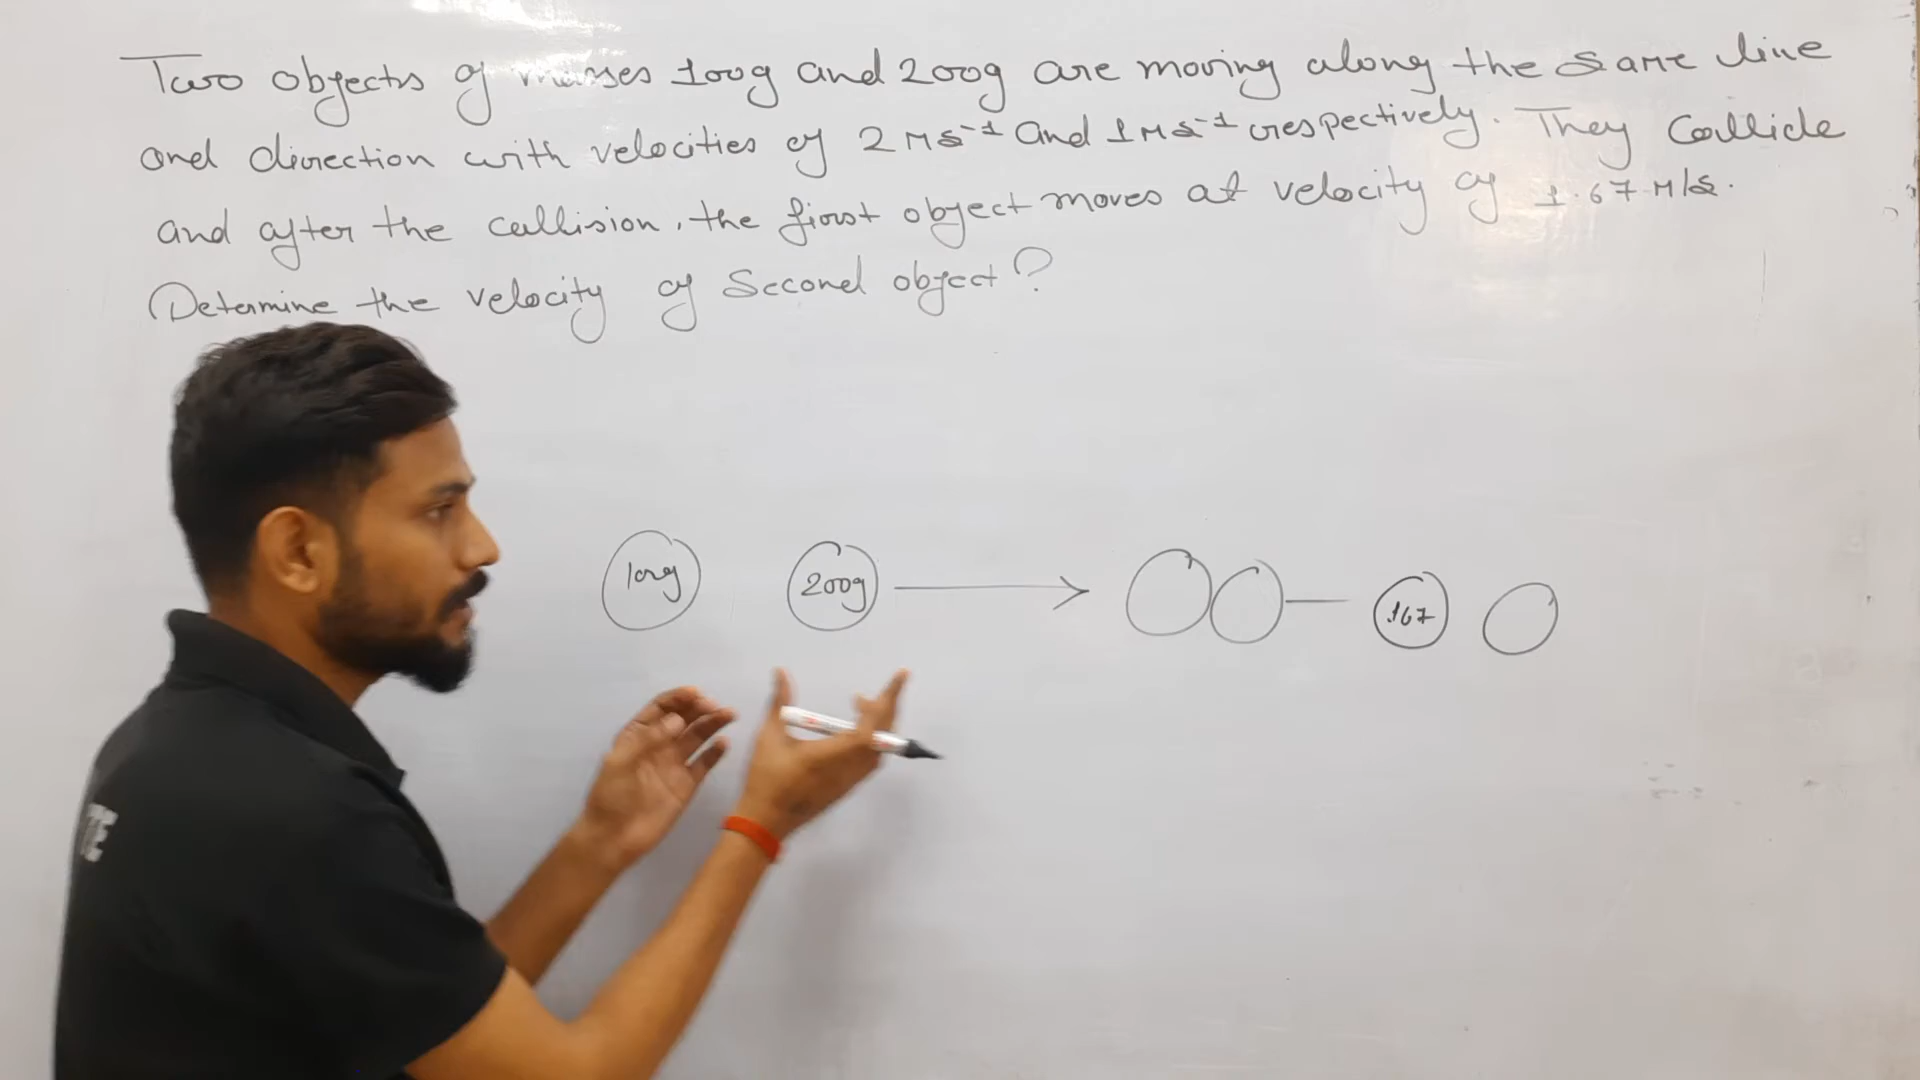 Two objects of masses 100g and 200g are moving along the same line
and direction with velocities of 2 ms⁻¹ and 1 ms⁻¹ respectively. They Collide
and after the collision, the first object moves at velocity of 1.67 m/s.
Determine the velocity of Second object?
100g 200g 167
TE